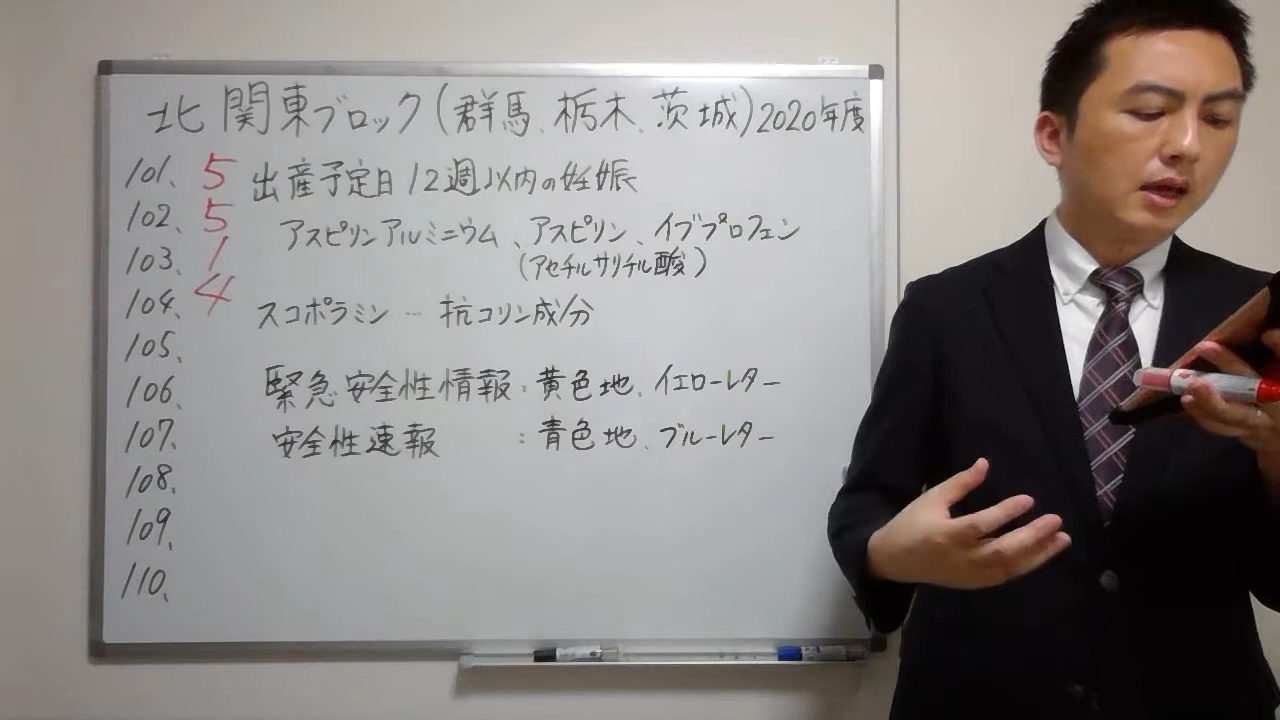 北関東ブロック(群馬、栃木、茨城)2020年度
101、5 出産予定日12週以内の妊娠
102、5 アスピリンアルミニウム、アスピリン、イブプロフェン
103、1 (アセチルサリチル酸)
104、4 スコポラミン … 抗コリン成分
105、
106、 緊急安全性情報:黄色地、イエローレター
107、 安全性速報 :青色地、ブルーレター
108、
109、
110、